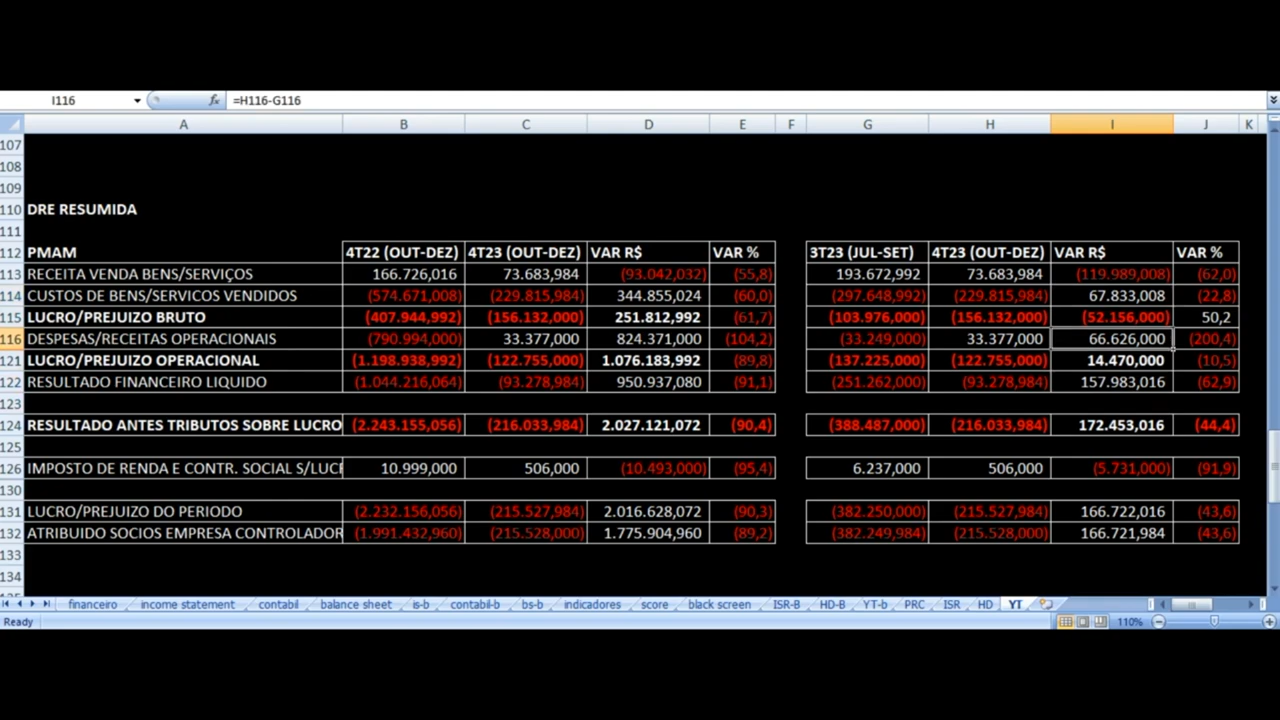 I116 fx =H116-G116
A B C D E F G H I J K
107
108
109
110 DRE RESUMIDA
111
112 PMAM 4T22 (OUT-DEZ) 4T23 (OUT-DEZ) VAR R$ VAR % 3T23 (JUL-SET) 4T23 (OUT-DEZ) VAR R$ VAR %
113 RECEITA VENDA BENS/SERVIÇOS 166.726,016 73.683,984 (93.042,032) (55,8) 193.672,992 73.683,984 (119.989,008) (62,0)
114 CUSTOS DE BENS/SERVICOS VENDIDOS (574.671,008) (229.815,984) 344.855,024 (60,0) (297.648,992) (229.815,984) 67.833,008 (22,8)
115 LUCRO/PREJUIZO BRUTO (407.944,992) (156.132,000) 251.812,992 (61,7) (103.976,000) (156.132,000) (52.156,000) 50,2
116 DESPESAS/RECEITAS OPERACIONAIS (790.994,000) 33.377,000 824.371,000 (104,2) (33.249,000) 33.377,000 66.626,000 (200,4)
121 LUCRO/PREJUIZO OPERACIONAL (1.198.938,992) (122.755,000) 1.076.183,992 (89,8) (137.225,000) (122.755,000) 14.470,000 (10,5)
122 RESULTADO FINANCEIRO LIQUIDO (1.044.216,064) (93.278,984) 950.937,080 (91,1) (251.262,000) (93.278,984) 157.983,016 (62,9)
123
124 RESULTADO ANTES TRIBUTOS SOBRE LUCRO (2.243.155,056) (216.033,984) 2.027.121,072 (90,4) (388.487,000) (216.033,984) 172.453,016 (44,4)
125
126 IMPOSTO DE RENDA E CONTR. SOCIAL S/LUCR 10.999,000 506,000 (10.493,000) (95,4) 6.237,000 506,000 (5.731,000) (91,9)
130
131 LUCRO/PREJUIZO DO PERIODO (2.232.156,056) (215.527,984) 2.016.628,072 (90,3) (382.250,000) (215.527,984) 166.722,016 (43,6)
132 ATRIBUIDO SOCIOS EMPRESA CONTROLADOR (1.991.432,960) (215.528,000) 1.775.904,960 (89,2) (382.249,984) (215.528,000) 166.721,984 (43,6)
133
134
financeiro income statement contabil balance sheet is-b contabil-b bs-b indicadores score black screen ISR-B HD-B YT-b PRC ISR HD YT
Ready 110%